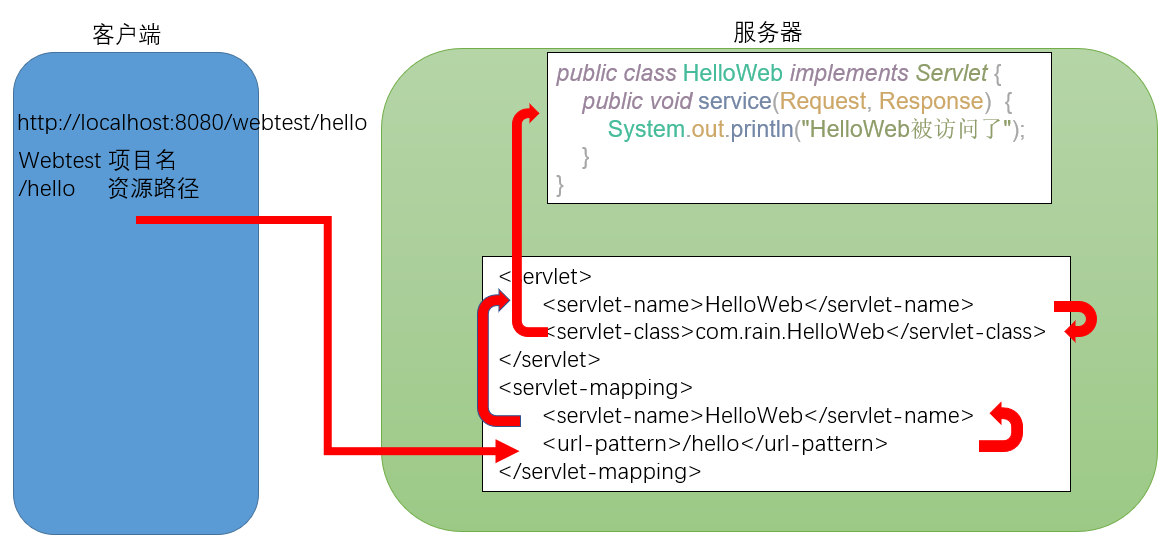 客户端
http://localhost:8080/webtest/hello
Webtest 项目名
/hello 资源路径
服务器
public class HelloWeb implements Servlet {
public void service(Request, Response) {
System.out.println("HelloWeb被访问了");
}
}
<servlet>
<servlet-name>HelloWeb</servlet-name>
<servlet-class>com.rain.HelloWeb</servlet-class>
</servlet>
<servlet-mapping>
<servlet-name>HelloWeb</servlet-name>
<url-pattern>/hello</url-pattern>
</servlet-mapping>